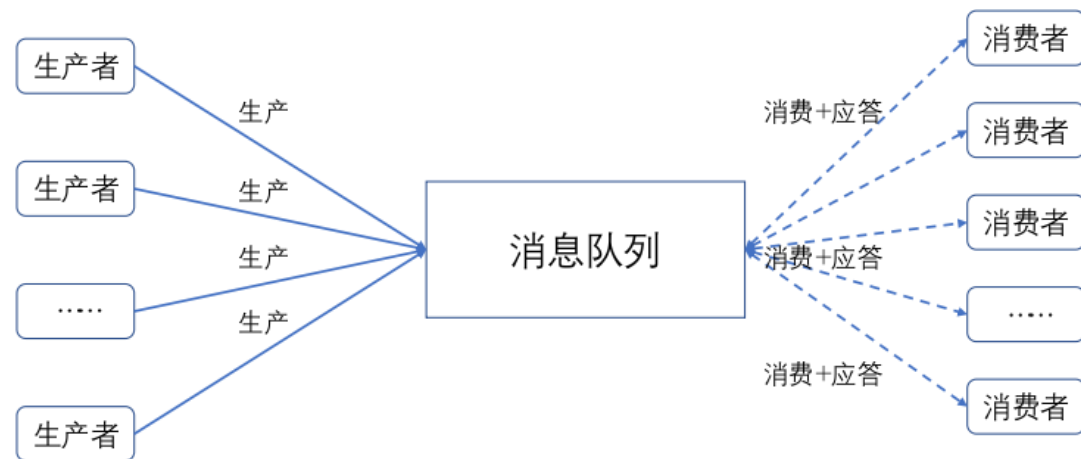 生产者
生产者
……
生产者
生产
生产
生产
生产
消息队列
消费+应答
消费+应答
消费+应答
消费者
消费者
消费者
……
消费者